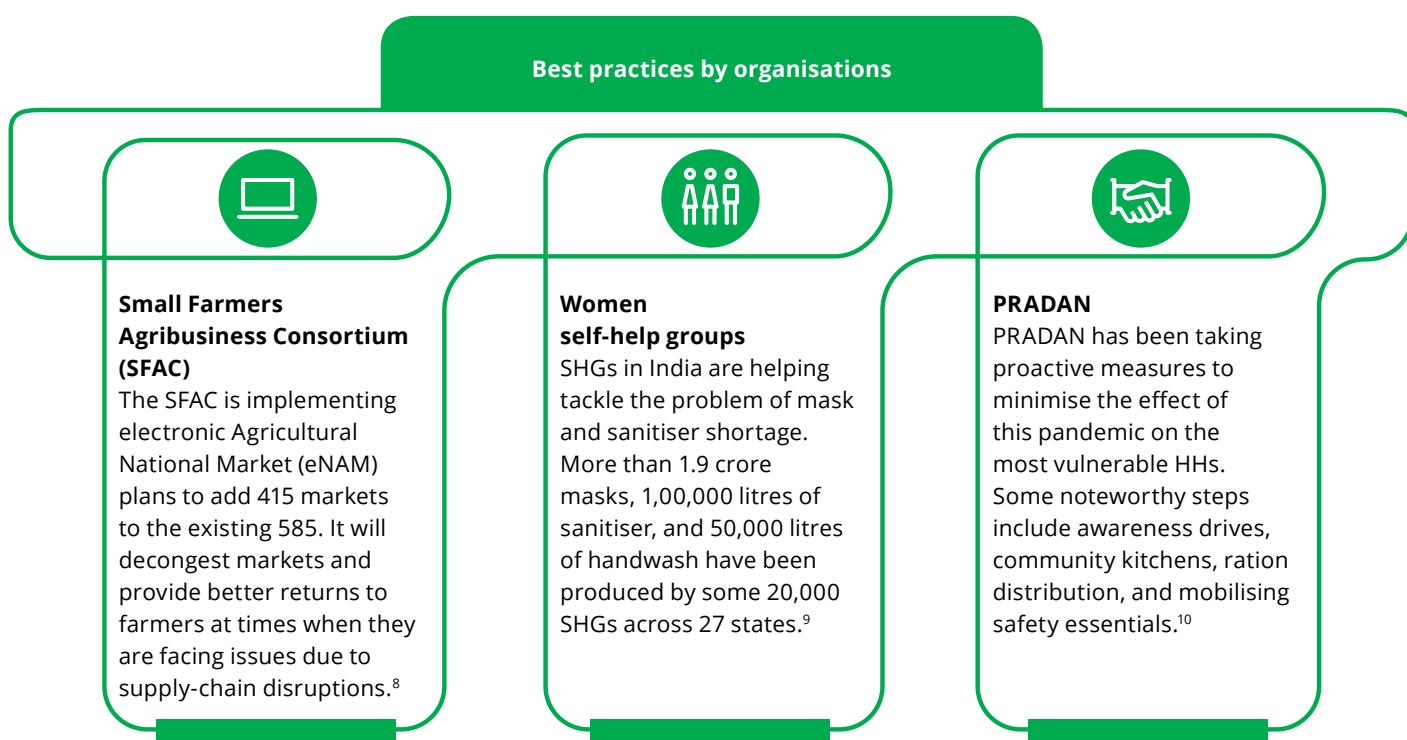 Best practices by organisations
Small Farmers
Agribusiness Consortium
(SFAC)
The SFAC is implementing
electronic Agricultural
National Market (eNAM)
plans to add 415 markets
to the existing 585. It will
decongest markets and
provide better returns to
farmers at times when they
are facing issues due to
supply-chain disruptions.⁸
Women
self-help groups
SHGs in India are helping
tackle the problem of mask
and sanitiser shortage.
More than 1.9 crore
masks, 1,00,000 litres of
sanitiser, and 50,000 litres
of handwash have been
produced by some 20,000
SHGs across 27 states.⁹
PRADAN
PRADAN has been taking
proactive measures to
minimise the effect of
this pandemic on the
most vulnerable HHs.
Some noteworthy steps
include awareness drives,
community kitchens, ration
distribution, and mobilising
safety essentials.¹⁰